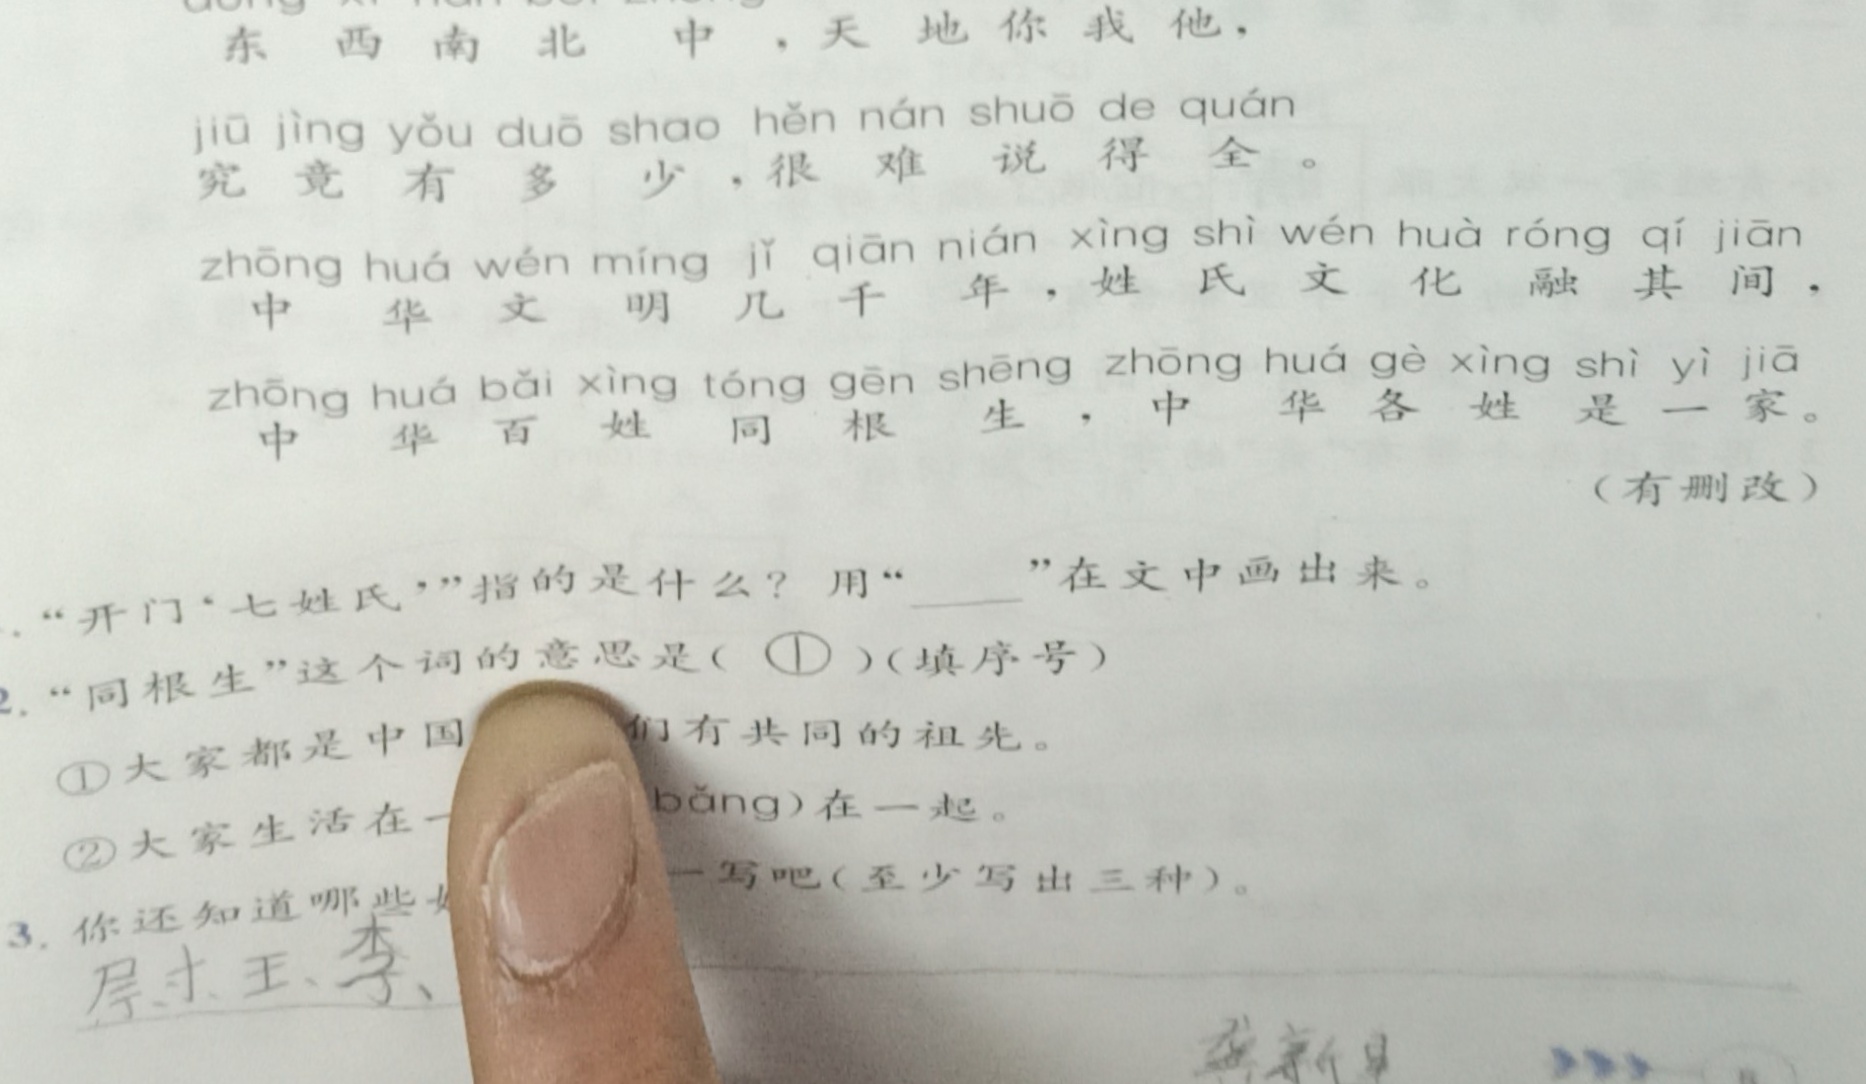 东西南北中，天地你我他，
jiū jìng yǒu duō shao hěn nán shuō de quán
究竟有多少，很难说得全。
zhōng huá wén míng jǐ qiān nián xìng shì wén huà róng qí jiān
中华文明几千年，姓氏文化融其间，
zhōng huá bǎi xìng tóng gēn shēng zhōng huá gè xìng shì yì jiā
中华百姓同根生，中华各姓是一家。
（有删改）
. “开门‘七姓氏’”指的是什么？用“____”在文中画出来。
2. “同根生”这个词的意思是( ① )(填序号)
①大家都是中国 们有共同的祖先。
②大家生活在一 bǎng)在一起。
3. 你还知道哪些 一写吧(至少写出三种)。
王、李、